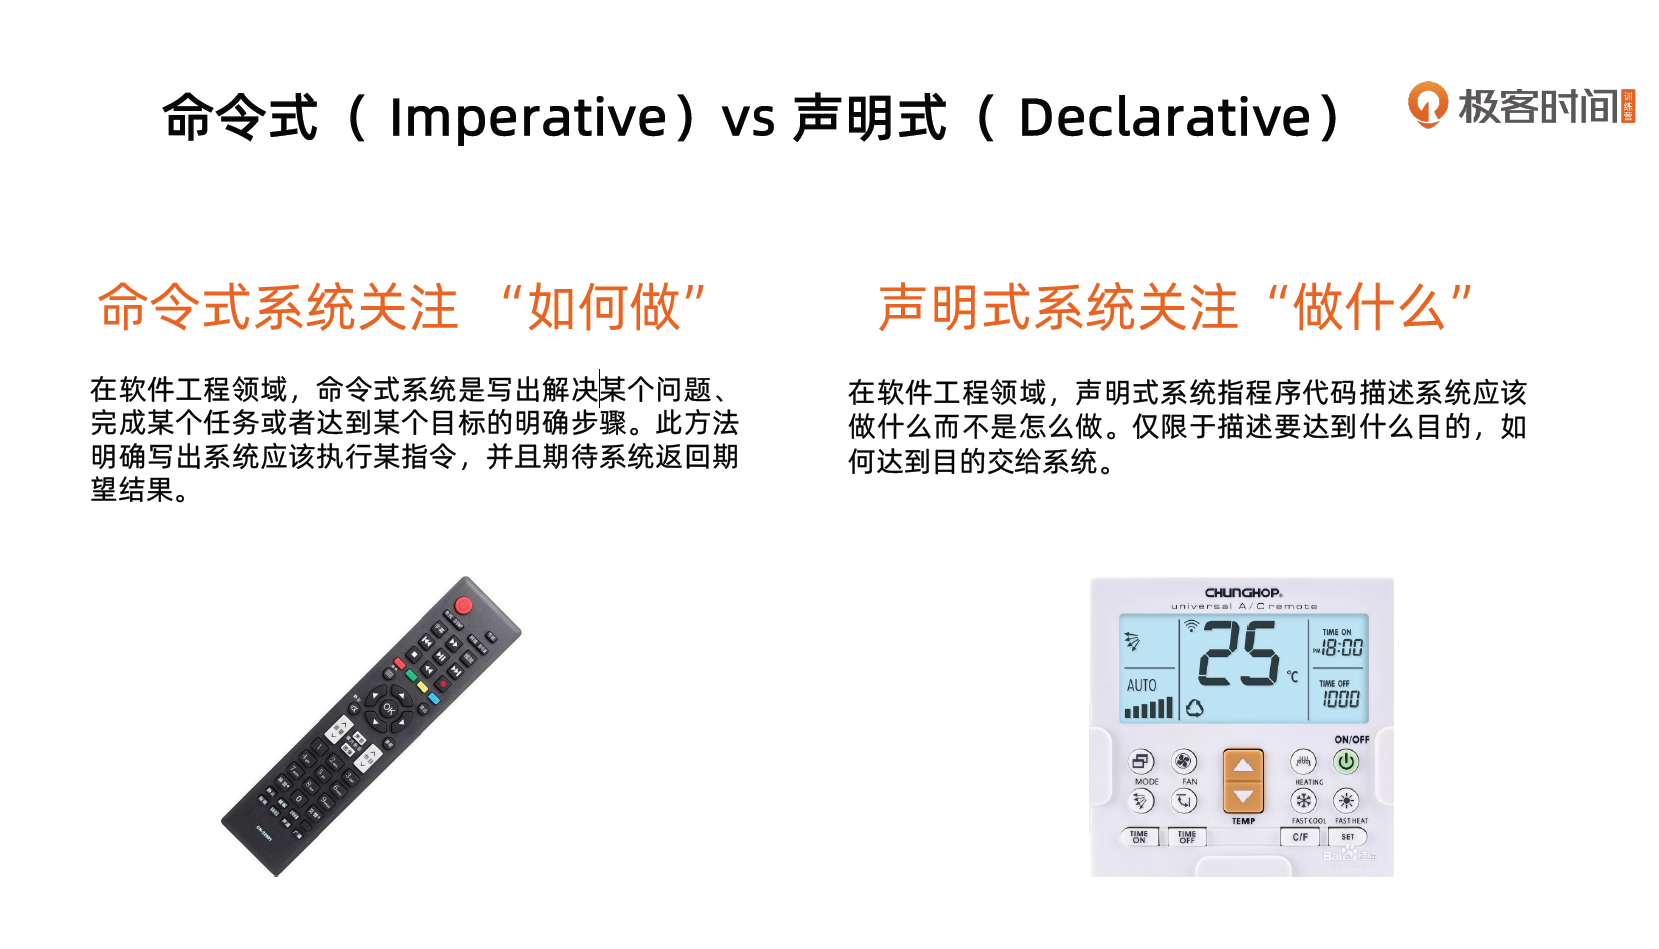 命令式（ Imperative）vs 声明式（ Declarative）
极客时间
训练营
命令式系统关注 “如何做”
声明式系统关注“做什么”
在软件工程领域，命令式系统是写出解决某个问题、
完成某个任务或者达到某个目标的明确步骤。此方法
明确写出系统应该执行某指令，并且期待系统返回期
望结果。
在软件工程领域，声明式系统指程序代码描述系统应该
做什么而不是怎么做。仅限于描述要达到什么目的，如
何达到目的交给系统。
OK
CHUNGHOP
universal A/C remote
25 ℃
AUTO
TIME ON
PM 18:00
TIME OFF
1000
ON/OFF
MODE
FAN
HEATING
TEMP
FAST COOL
FAST HEAT
TIME ON
TIME OFF
C/F
SET